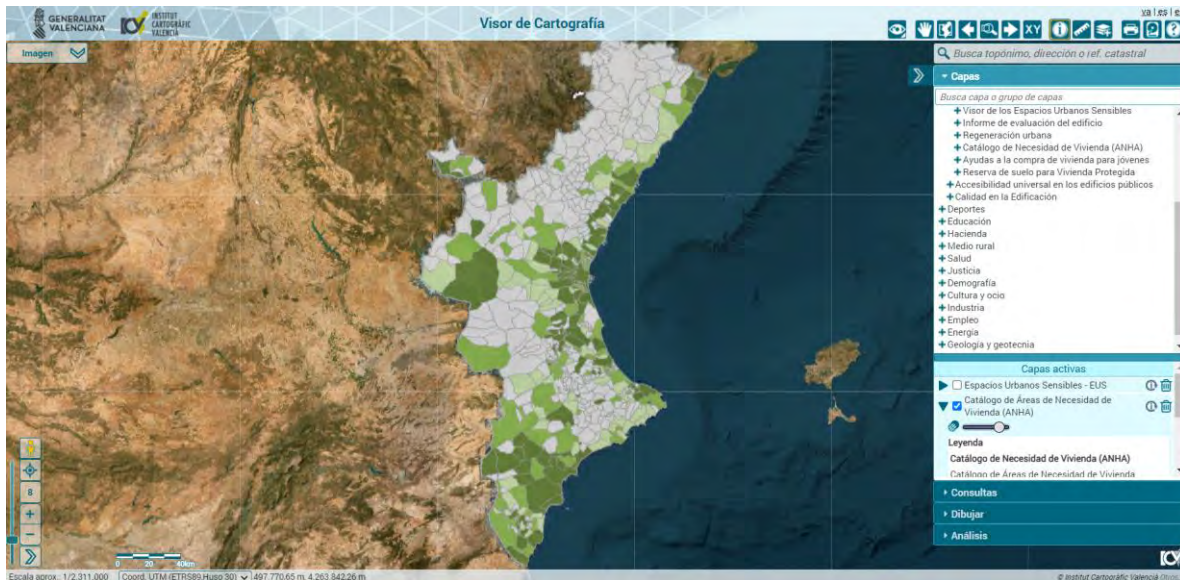 GENERALITAT
VALENCIANA
INSTITUT
CARTOGRÀFIC
VALENCIÀ
Visor de Cartografía
va | es |
XY
Imagen
Busca topónimo, dirección o ref. catastral
Capas
Busca capa o grupo de capas
Visor de los Espacios Urbanos Sensibles
Informe de evaluación del edificio
Regeneración urbana
Catálogo de Necesidad de Vivienda (ANHA)
Ayudas a la compra de vivienda para jóvenes
Reserva de suelo para Vivienda Protegida
Accesibilidad universal en los edificios públicos
Calidad en la Edificación
Deportes
Educación
Hacienda
Medio rural
Salud
Justicia
Demografía
Cultura y ocio
Industria
Empleo
Energía
Geología y geotecnia
Capas activas
Espacios Urbanos Sensibles - EUS
Catálogo de Áreas de Necesidad de
Vivienda (ANHA)
Leyenda
Catálogo de Necesidad de Vivienda (ANHA)
Catálogo de Áreas de Necesidad de Vivienda
Consultas
Dibujar
Análisis
8
0 20 40km
Escala aprox.: 1/2.311.000 Coord. UTM (ETRS89 Huso 30) 497.770,65 m, 4.263.842,26 m
© Institut Cartogràfic Valencià